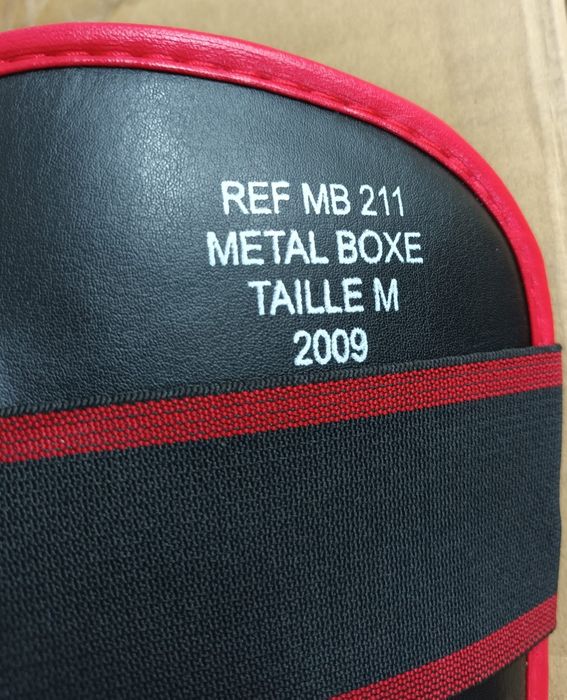 REF MB 211
METAL BOXE
TAILLE M
2009